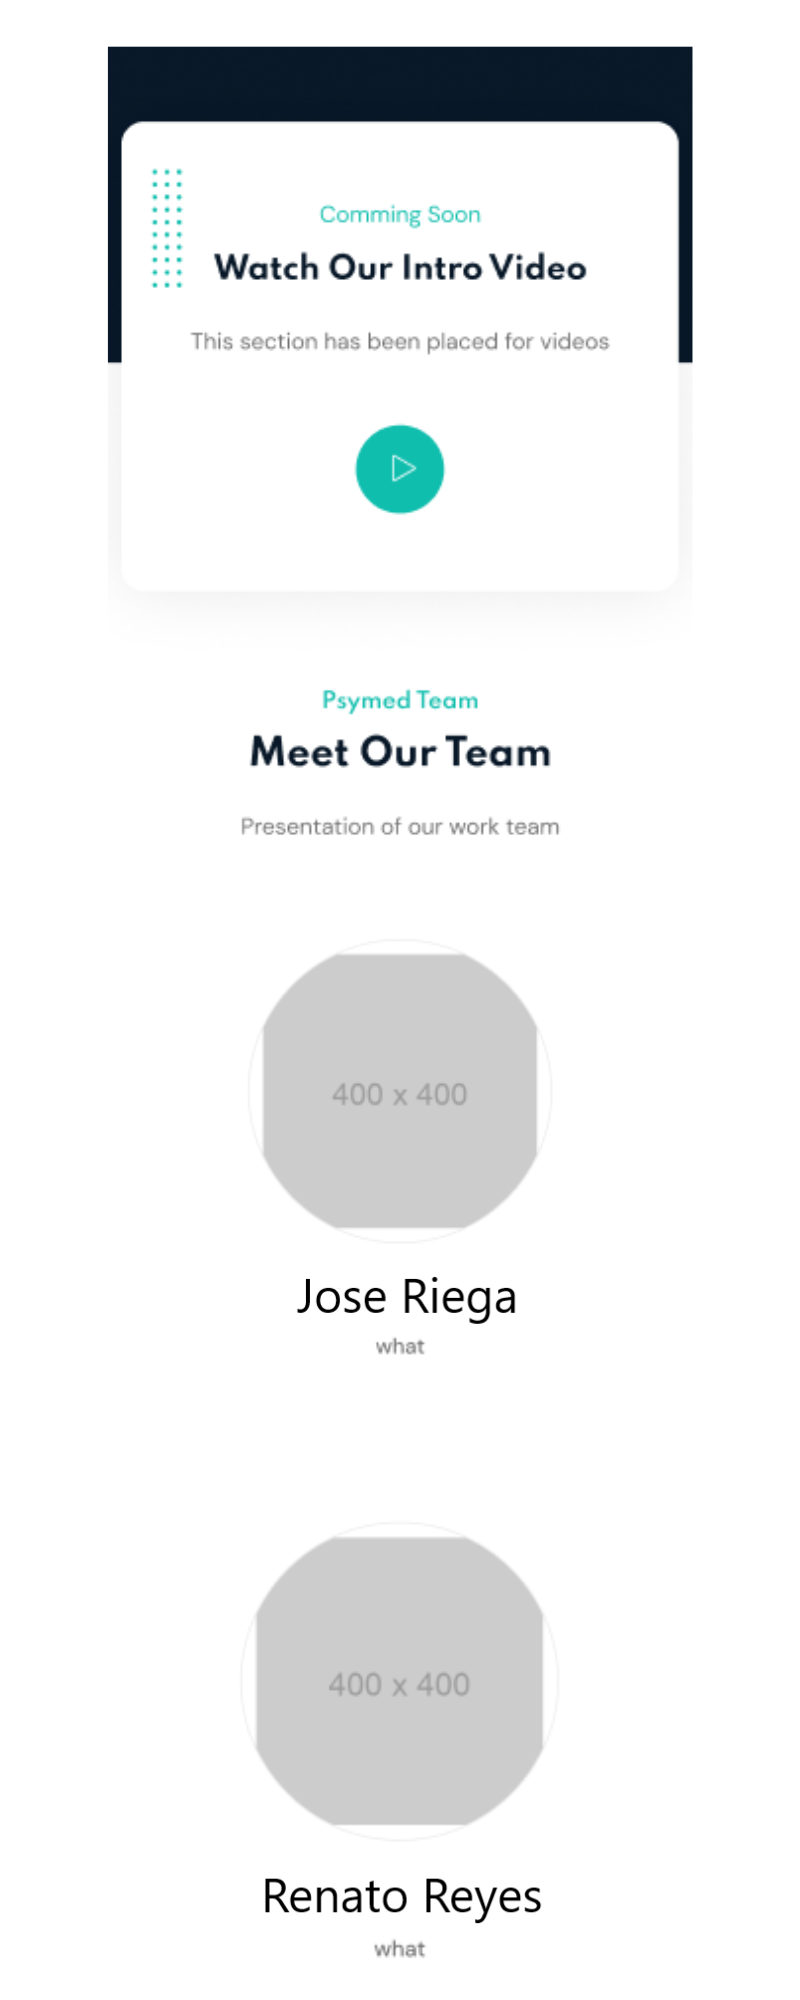 Comming Soon
Watch Our Intro Video
This section has been placed for videos
Psymed Team
Meet Our Team
Presentation of our work team
400 x 400
Jose Riega
what
400 x 400
Renato Reyes
what